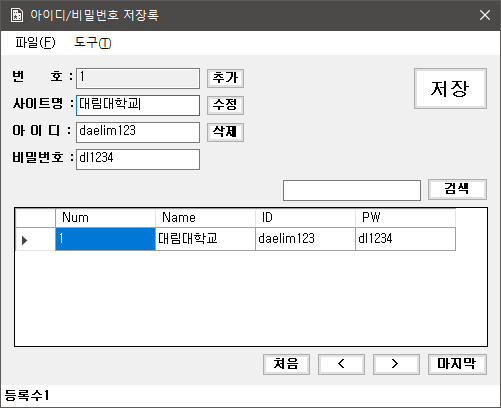 아이디/비밀번호 저장록
파일(F) 도구(T)
번 호 : 1 추가
저장
사이트명 : 대림대학교 수정
아 이 디 : daelim123 삭제
비밀번호 : dl1234
검색
Num Name ID PW
1 대림대학교 daelim123 dl1234
처음 < > 마지막
등록수1